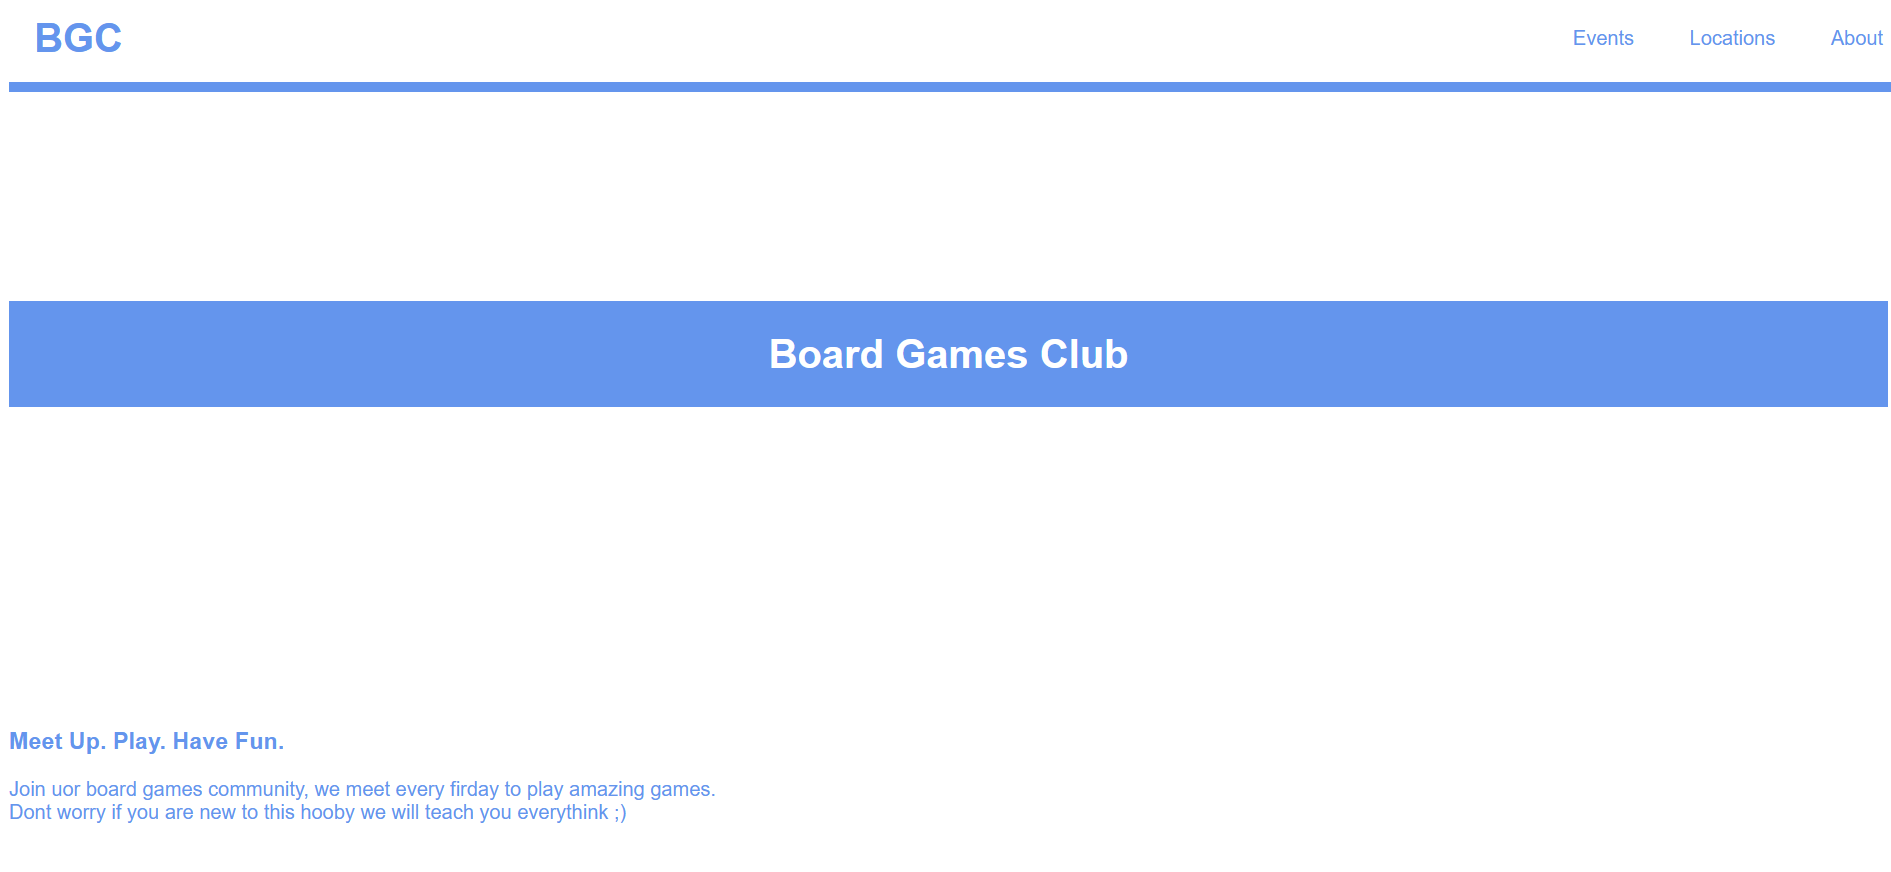 BGC
Events
Locations
About
Board Games Club
Meet Up. Play. Have Fun.
Join uor board games community, we meet every firday to play amazing games.
Dont worry if you are new to this hooby we will teach you everythink ;)